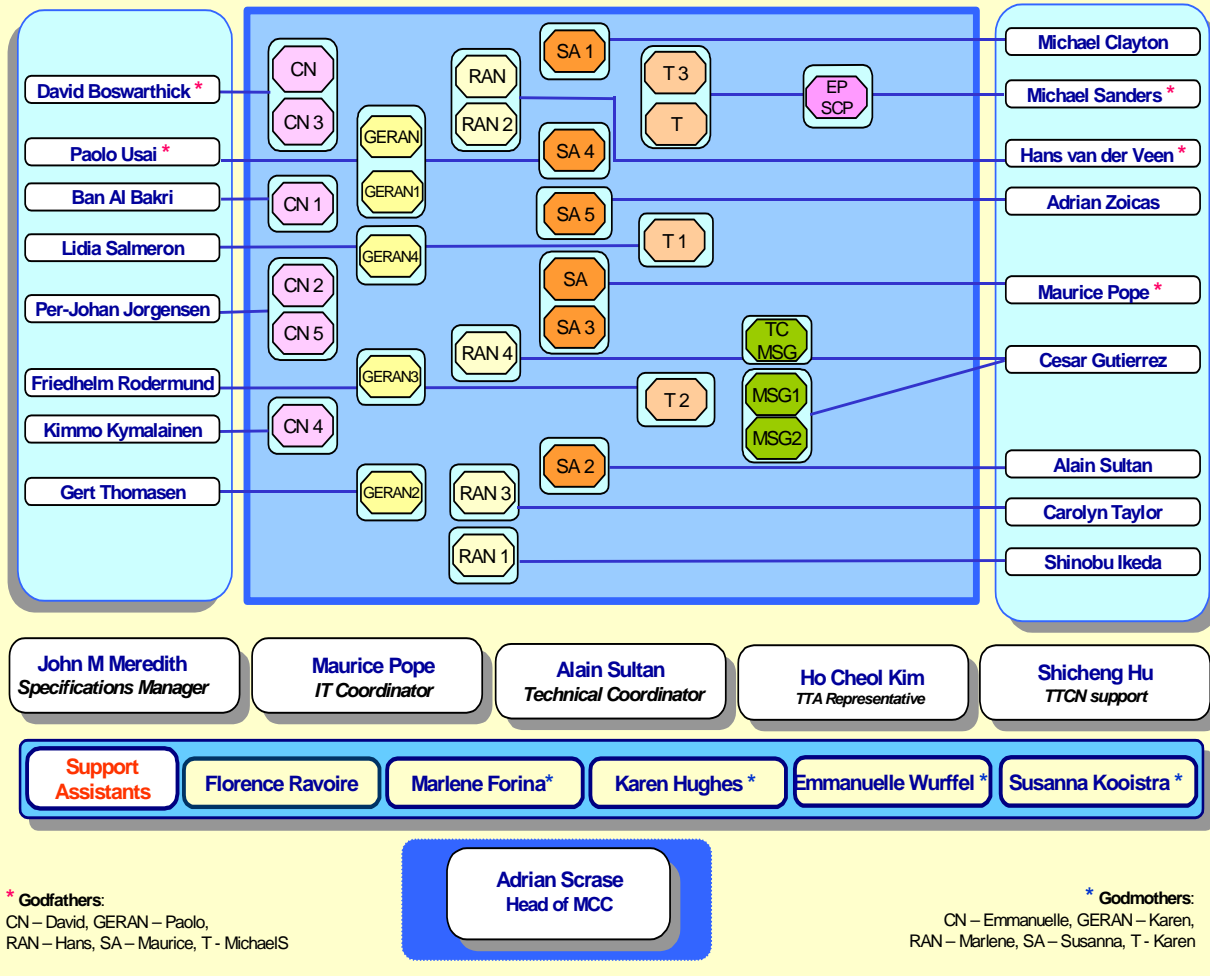 David Boswarthick *
Paolo Usai *
Ban Al Bakri
Lidia Salmeron
Per-Johan Jorgensen
Friedhelm Rodermund
Kimmo Kymalainen
Gert Thomasen
CN
CN 3
CN 1
CN 2
CN 5
CN 4
GERAN
GERAN1
GERAN4
GERAN3
GERAN2
RAN
RAN 2
RAN 4
RAN 3
RAN 1
SA 1
SA 4
SA 5
SA
SA 3
SA 2
T 3
T
T 1
T 2
TC
MSG
MSG1
MSG2
EP
SCP
Michael Clayton
Michael Sanders *
Hans van der Veen *
Adrian Zoicas
Maurice Pope *
Cesar Gutierrez
Alain Sultan
Carolyn Taylor
Shinobu Ikeda
John M Meredith
Specifications Manager
Maurice Pope
IT Coordinator
Alain Sultan
Technical Coordinator
Ho Cheol Kim
TTA Representative
Shicheng Hu
TTCN support
Support
Assistants
Florence Ravoire
Marlene Forina*
Karen Hughes *
Emmanuelle Wurffel *
Susanna Kooistra *
Adrian Scrase
Head of MCC
* Godfathers:
CN – David, GERAN – Paolo,
RAN – Hans, SA – Maurice, T - MichaelS
* Godmothers:
CN – Emmanuelle, GERAN – Karen,
RAN – Marlene, SA – Susanna, T - Karen